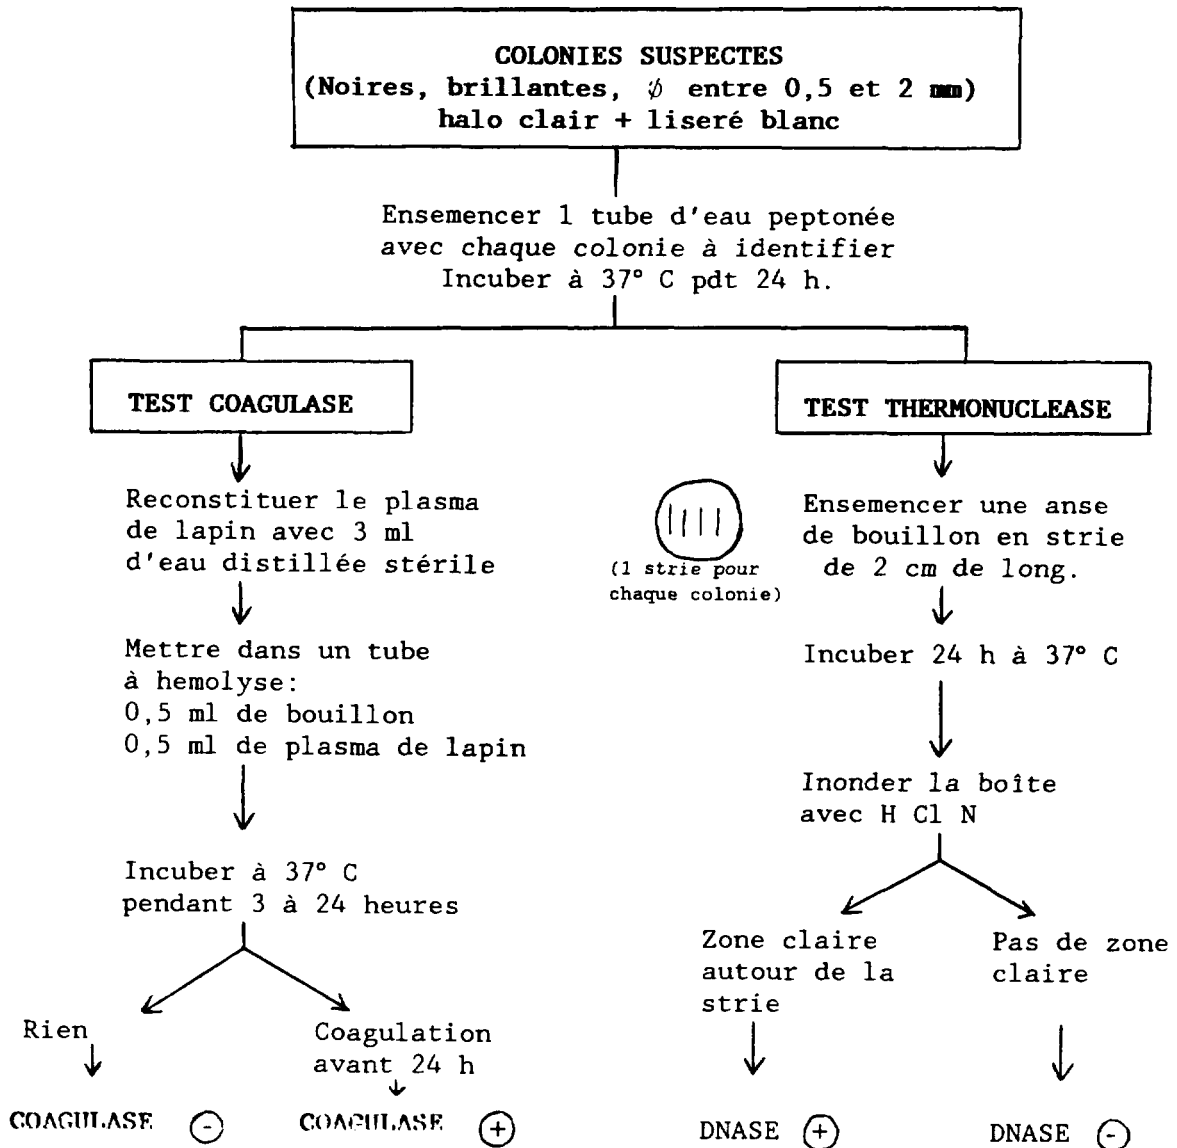 COLONIES SUSPECTES
(Noires, brillantes, ϕ entre 0,5 et 2 mm)
halo clair + liseré blanc
Ensemencer 1 tube d'eau peptonée
avec chaque colonie à identifier
Incuber à 37° C pdt 24 h.
TEST COAGULASE
Reconstituer le plasma
de lapin avec 3 ml
d'eau distillée stérile
Mettre dans un tube
à hemolyse:
0,5 ml de bouillon
0,5 ml de plasma de lapin
Incuber à 37° C
pendant 3 à 24 heures
Rien
COAGULASE -
Coagulation
avant 24 h
COAGULASE +
TEST THERMONUCLEASE
(1 strie pour
chaque colonie)
Ensemencer une anse
de bouillon en strie
de 2 cm de long.
Incuber 24 h à 37° C
Inonder la boîte
avec H Cl N
Zone claire
autour de la
strie
DNASE +
Pas de zone
claire
DNASE -